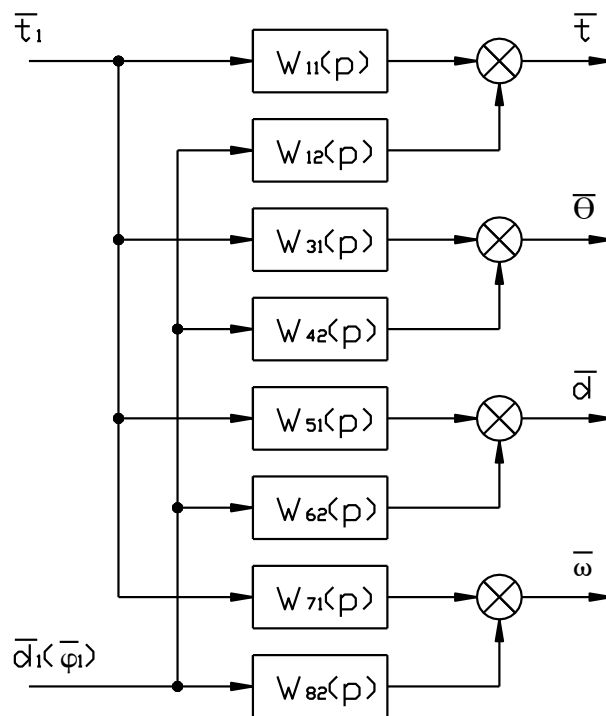 t̅₁
W₁₁(p)
t̅
W₁₂(p)
W₃₁(p)
Θ̅
W₄₂(p)
W₅₁(p)
d̅
W₆₂(p)
W₇₁(p)
ω̅
d̅₁(φ̅₁)
W₈₂(p)